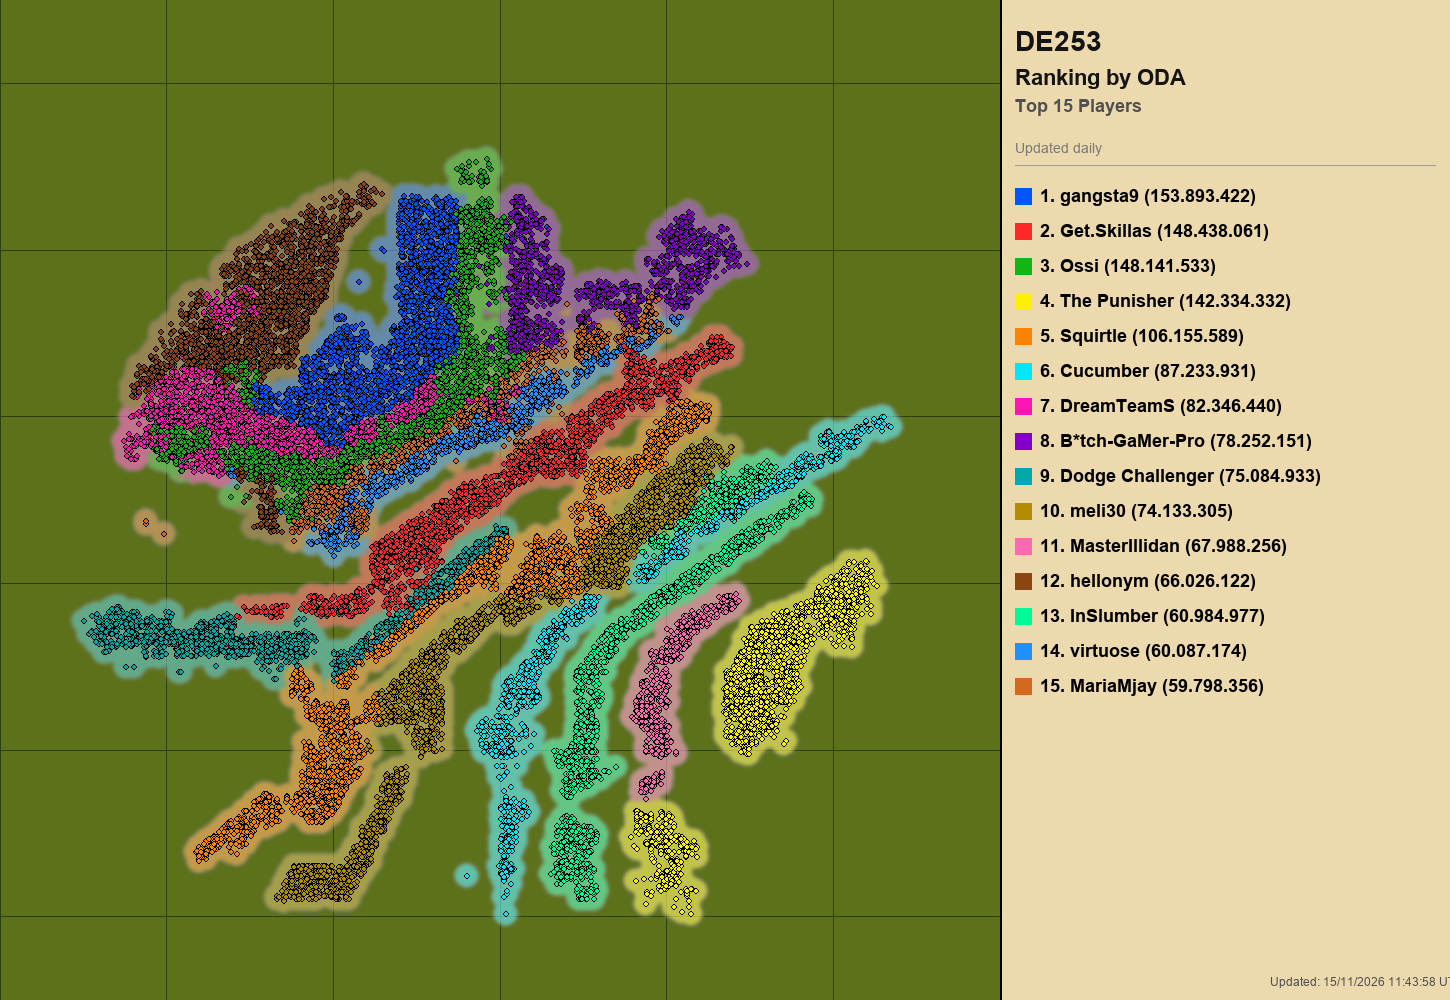 DE253
Ranking by ODA
Top 15 Players
Updated daily
1. gangsta9 (153.893.422)
2. Get.Skillas (148.438.061)
3. Ossi (148.141.533)
4. The Punisher (142.334.332)
5. Squirtle (106.155.589)
6. Cucumber (87.233.931)
7. DreamTeamS (82.346.440)
8. B*tch-GaMer-Pro (78.252.151)
9. Dodge Challenger (75.084.933)
10. meli30 (74.133.305)
11. MasterIllidan (67.988.256)
12. hellonym (66.026.122)
13. InSlumber (60.984.977)
14. virtuose (60.087.174)
15. MariaMjay (59.798.356)
Updated: 15/11/2026 11:43:58 U